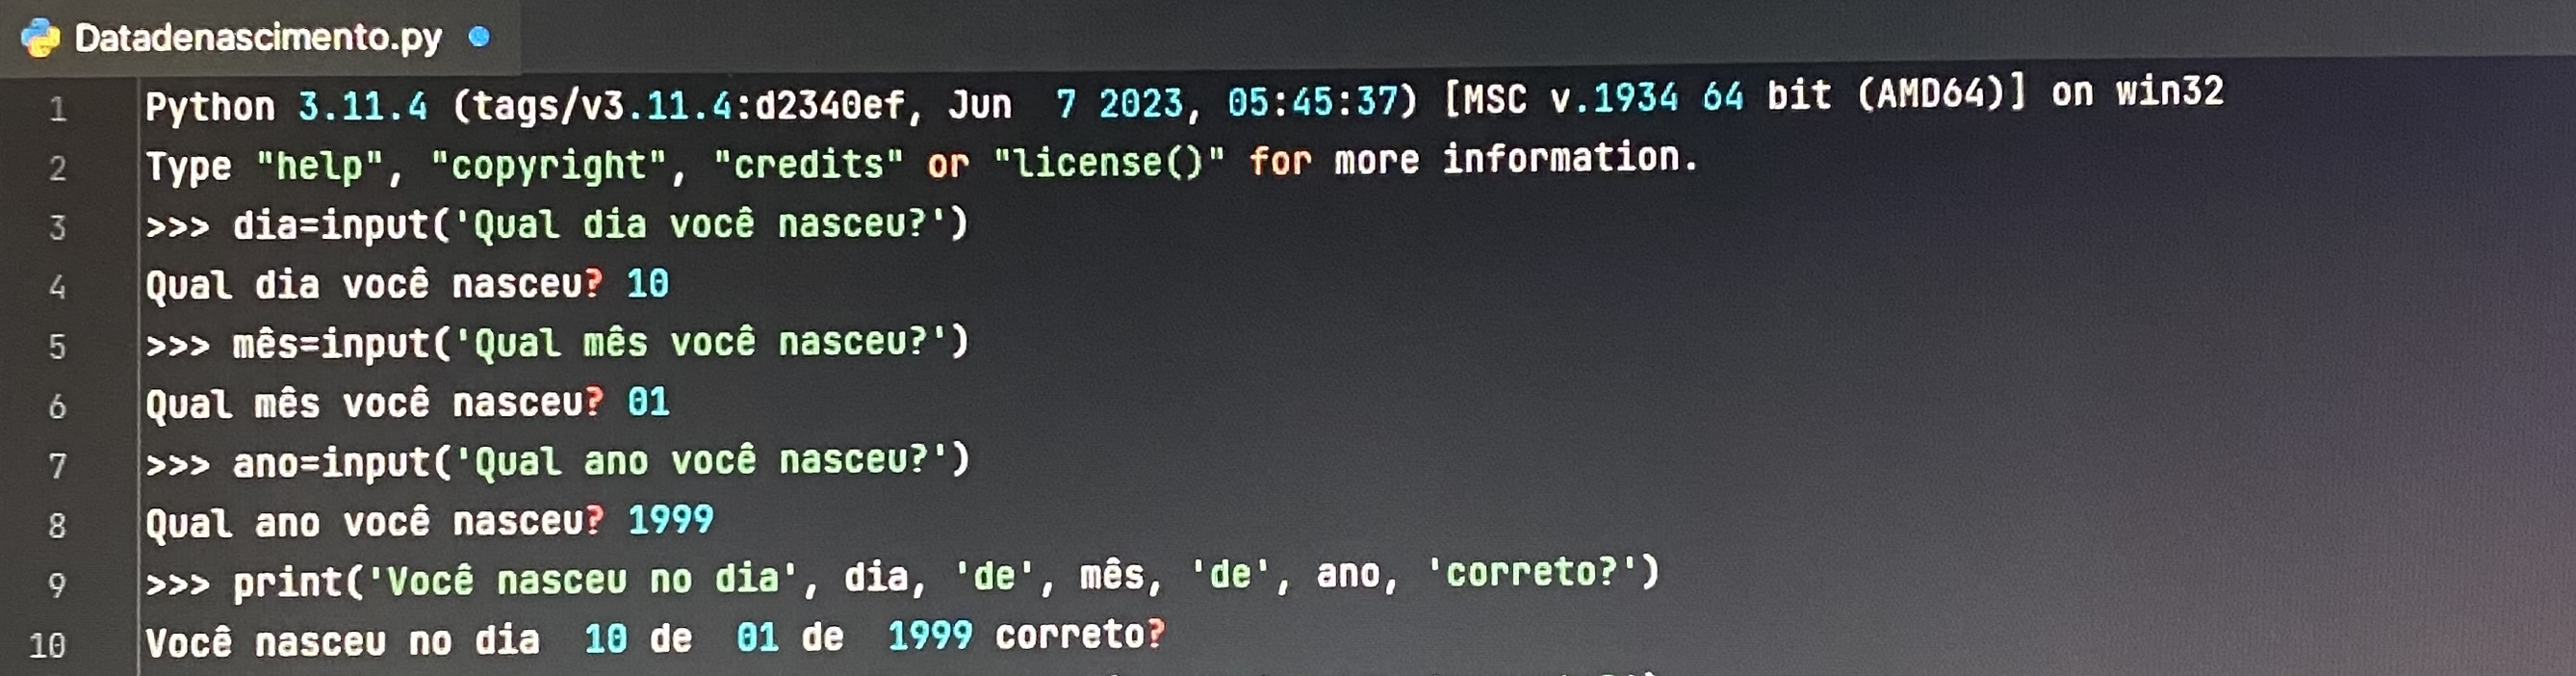 Datadenascimento.py
1 Python 3.11.4 (tags/v3.11.4:d2340ef, Jun  7 2023, 05:45:37) [MSC v.1934 64 bit (AMD64)] on win32
2 Type "help", "copyright", "credits" or "license()" for more information.
3 >>> dia=input('Qual dia você nasceu?')
4 Qual dia você nasceu? 10
5 >>> mês=input('Qual mês você nasceu?')
6 Qual mês você nasceu? 01
7 >>> ano=input('Qual ano você nasceu?')
8 Qual ano você nasceu? 1999
9 >>> print('Você nasceu no dia', dia, 'de', mês, 'de', ano, 'correto?')
10 Você nasceu no dia  10 de  01 de  1999 correto?